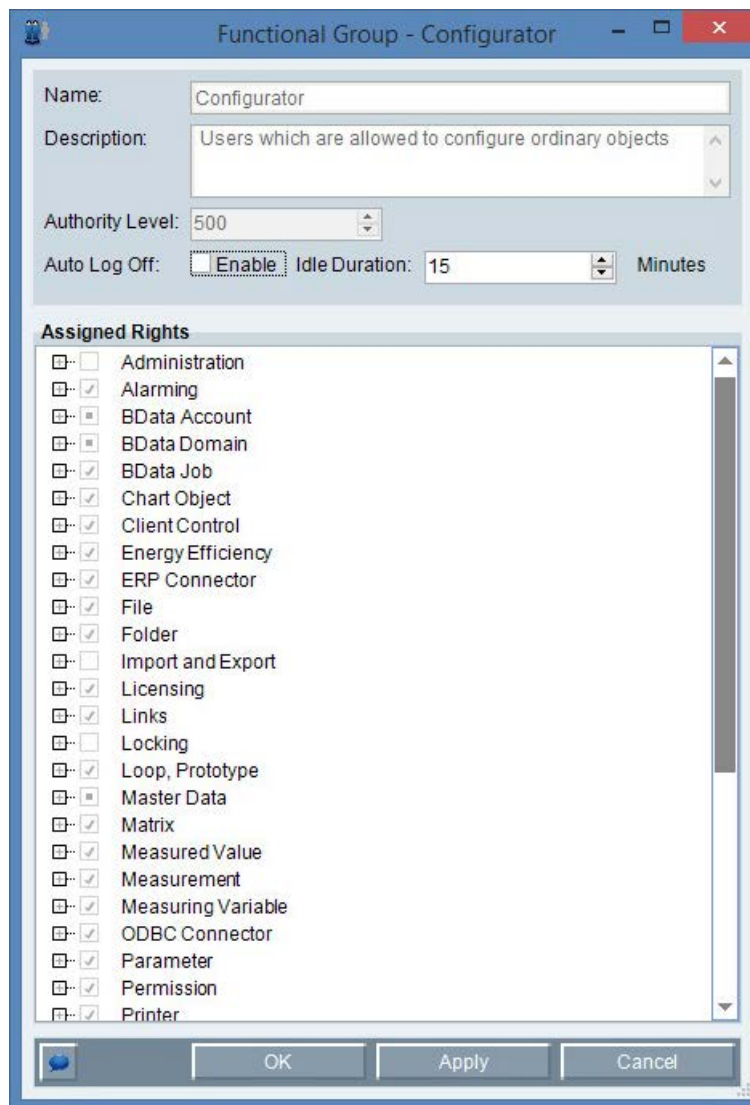 Functional Group - Configurator
Name: Configurator
Description: Users which are allowed to configure ordinary objects
Authority Level: 500
Auto Log Off: Enable Idle Duration: 15 Minutes
Assigned Rights
Administration
Alarming
BData Account
BData Domain
BData Job
Chart Object
Client Control
Energy Efficiency
ERP Connector
File
Folder
Import and Export
Licensing
Links
Locking
Loop, Prototype
Master Data
Matrix
Measured Value
Measurement
Measuring Variable
ODBC Connector
Parameter
Permission
Printer
OK Apply Cancel